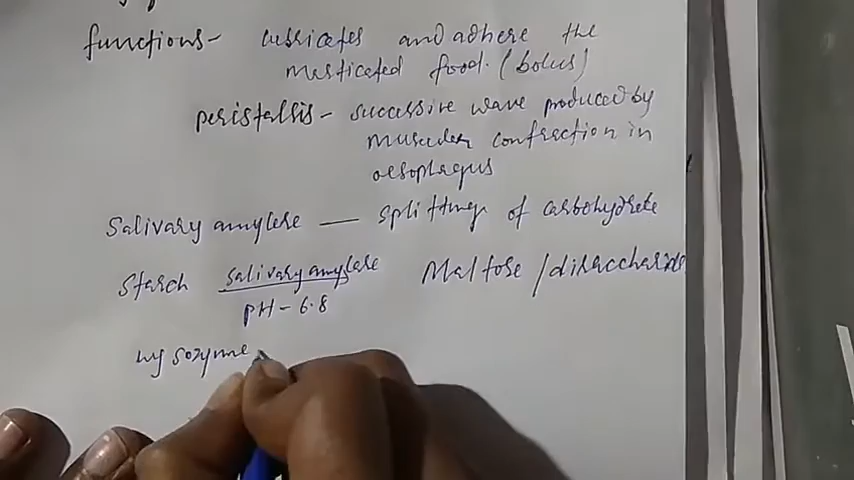 functions - lubricates and adhere the
masticated food. (bolus)
peristalsis - successive wave produced by
muscular contraction in
oesophagus
Salivary amylase — splitting of carbohydrate
Starch salivary amylase Maltose /disaccharide
PH - 6.8
lysozyme